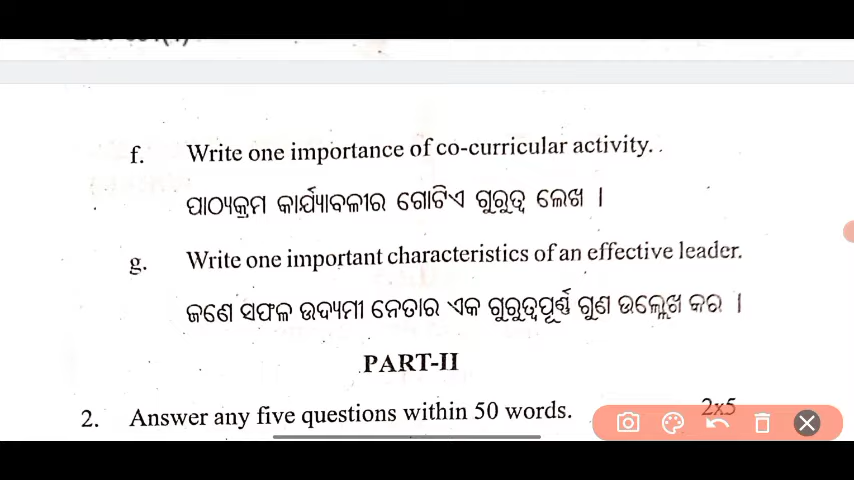 f. Write one importance of co-curricular activity.
ପାଠ୍ୟକ୍ରମ କାର୍ଯ୍ୟାବଳୀର ଗୋଟିଏ ଗୁରୁତ୍ୱ ଲେଖ ।
g. Write one important characteristics of an effective leader.
ଜଣେ ସଫଳ ଉଦ୍ୟମୀ ନେତାର ଏକ ଗୁରୁତ୍ୱପୂର୍ଣ୍ଣ ଗୁଣ ଉଲ୍ଲେଖ କର ।
PART-II
2. Answer any five questions within 50 words. 2x5